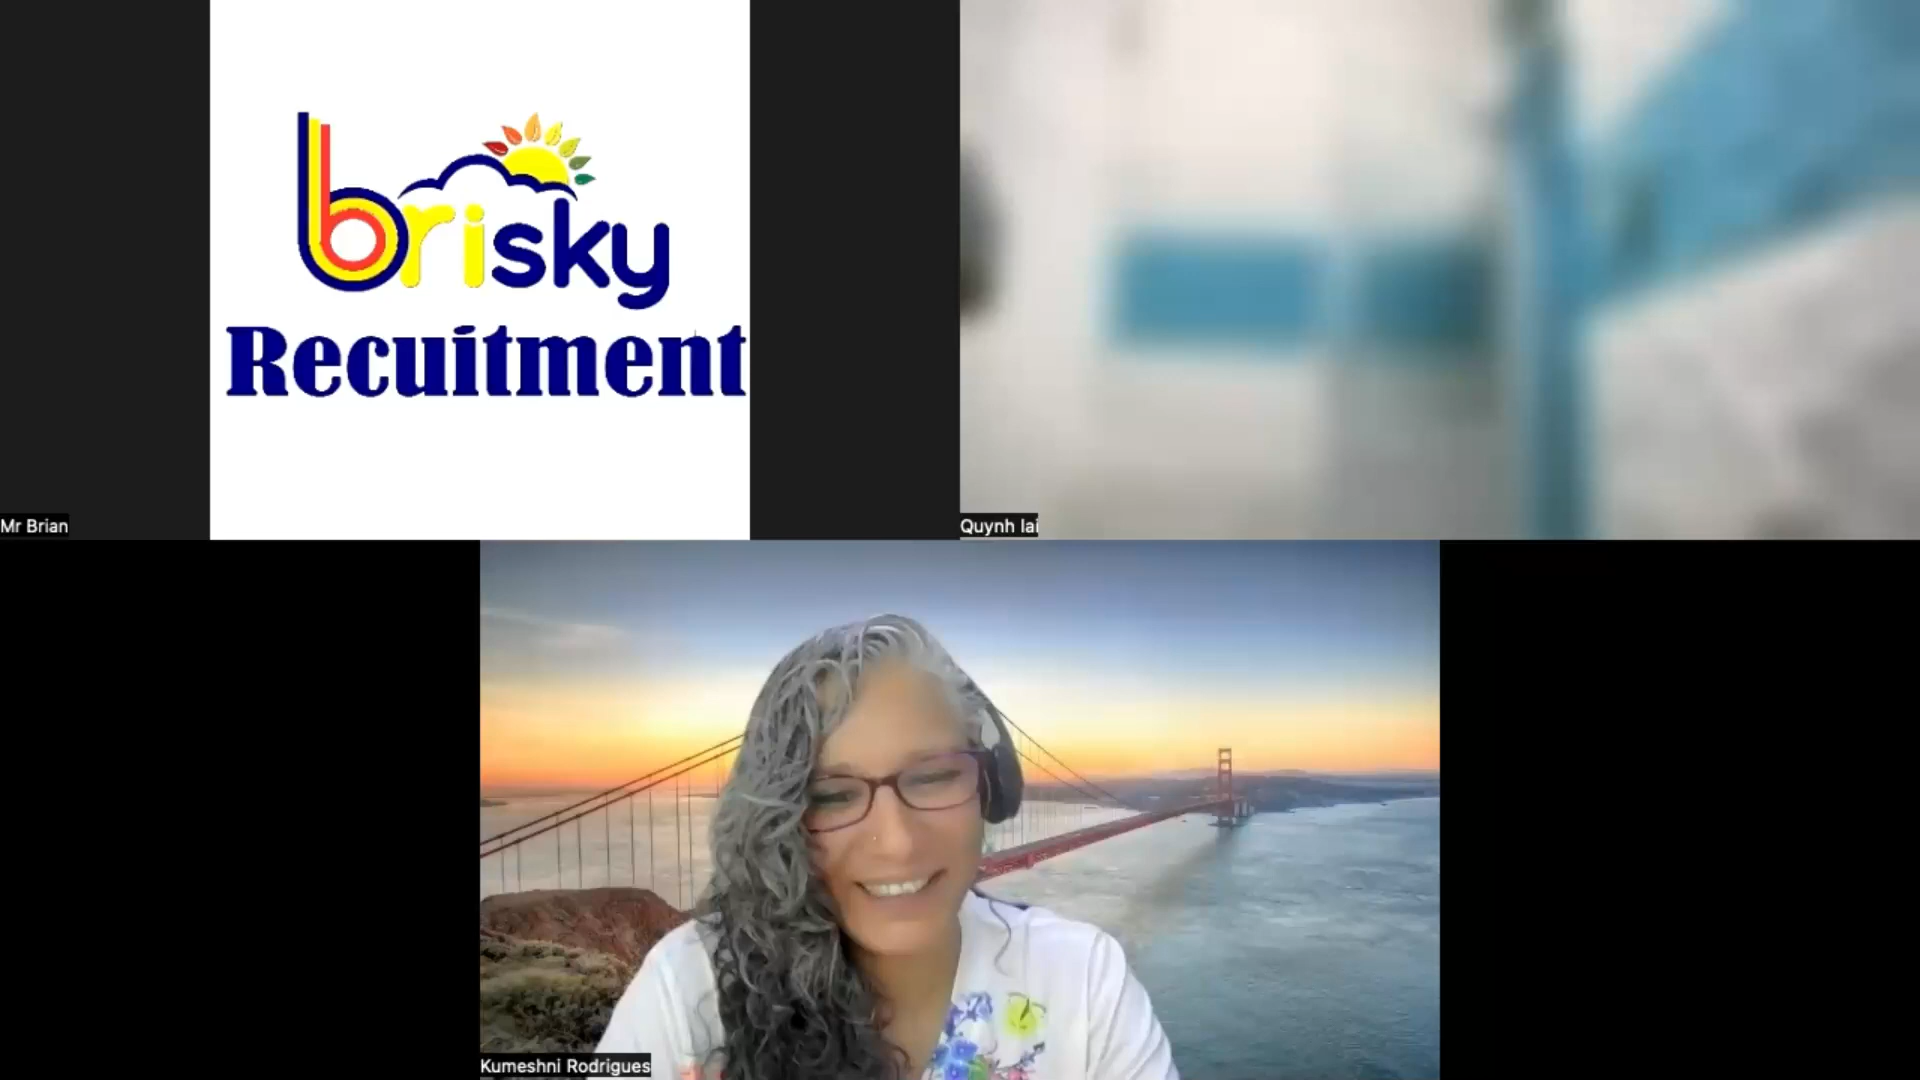 brisky
Recuitment
Mr Brian
Quynh lai
Kumeshni Rodrigues